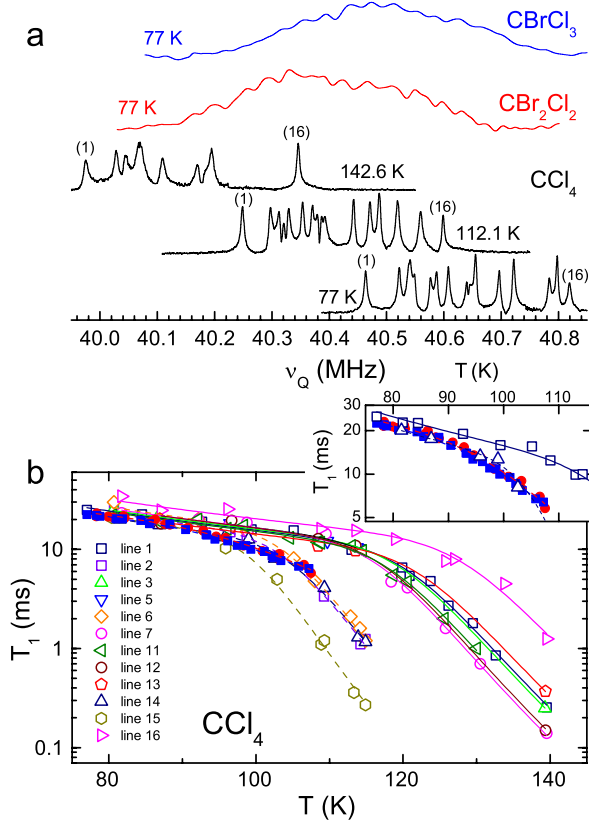 a
77 K
CBrCl3
77 K
CBr2Cl2
(1)
(16)
142.6 K
CCl4
(1)
(16)
112.1 K
77 K
(1)
(16)
40.0 40.1 40.2 40.3 40.4 40.5 40.6 40.7 40.8
νQ (MHz)
T (K)
80 90 100 110
30
20
10
5
T1 (ms)
b
10
1
0.1
T1 (ms)
line 1
line 2
line 3
line 5
line 6
line 7
line 11
line 12
line 13
line 14
line 15
line 16
CCl4
80 100 120 140
T (K)